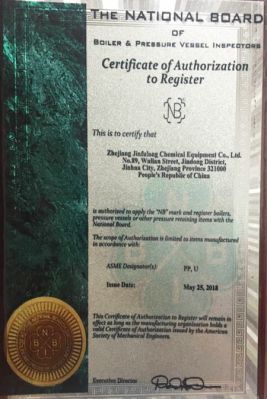 THE NATIONAL BOARD
OF
BOILER & PRESSURE VESSEL INSPECTORS
Certificate of Authorization
to Register
N
B
This is to certify that
Zhejiang Jinfulong Chemical Equipment Co., Ltd.
No.89, Wulian Street, Jindong District,
Jinhua City, Zhejiang Province 321000
People's Republic of China
is authorized to apply the "NB" mark and register boilers,
pressure vessels or other pressure retaining items with the
National Board.
The scope of Authorization is limited to items manufactured
in accordance with:
ASME Designator(s): PP, U
Issue Date: May 25, 2018
This Certificate of Authorization to Register will remain in
effect as long as the manufacturing organization holds a
valid Certificate of Authorization issued by the American
Society of Mechanical Engineers.
Executive Director